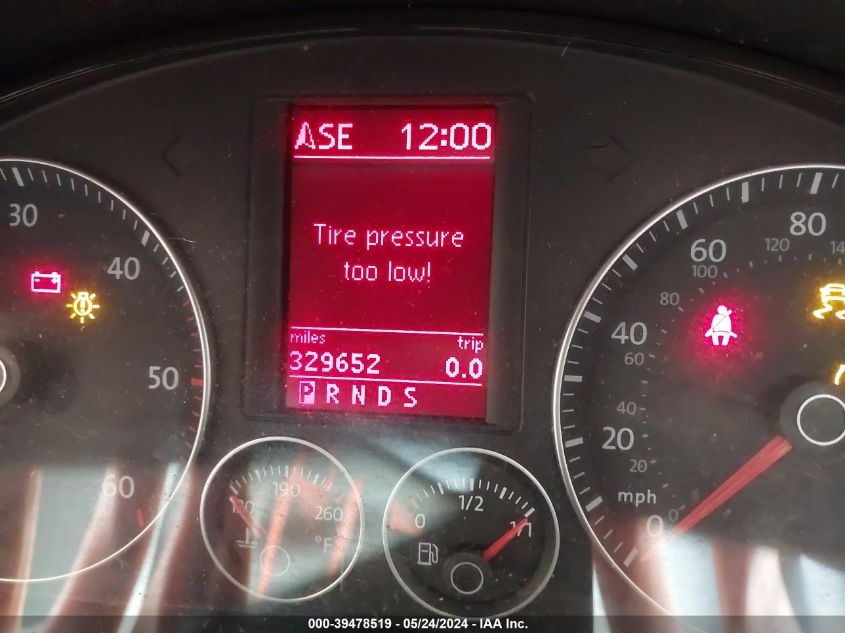 ASE 12:00
Tire pressure
too low!
miles trip
329652 0.0
P R N D S
30
40
50
60
80
60
120
100
80
40
60
40
20
20
mph
0
130
190
260
°F
0
1/2
1/1
000-39478519 - 05/24/2024 - IAA Inc.